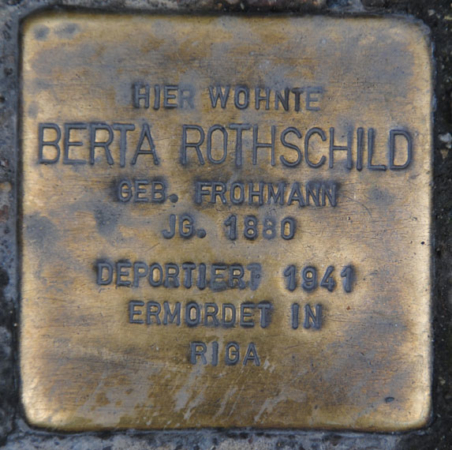 HIER WOHNTE
BERTA ROTHSCHILD
GEB. FROHMANN
JG. 1880
DEPORTIERT 1941
ERMORDET IN
RIGA